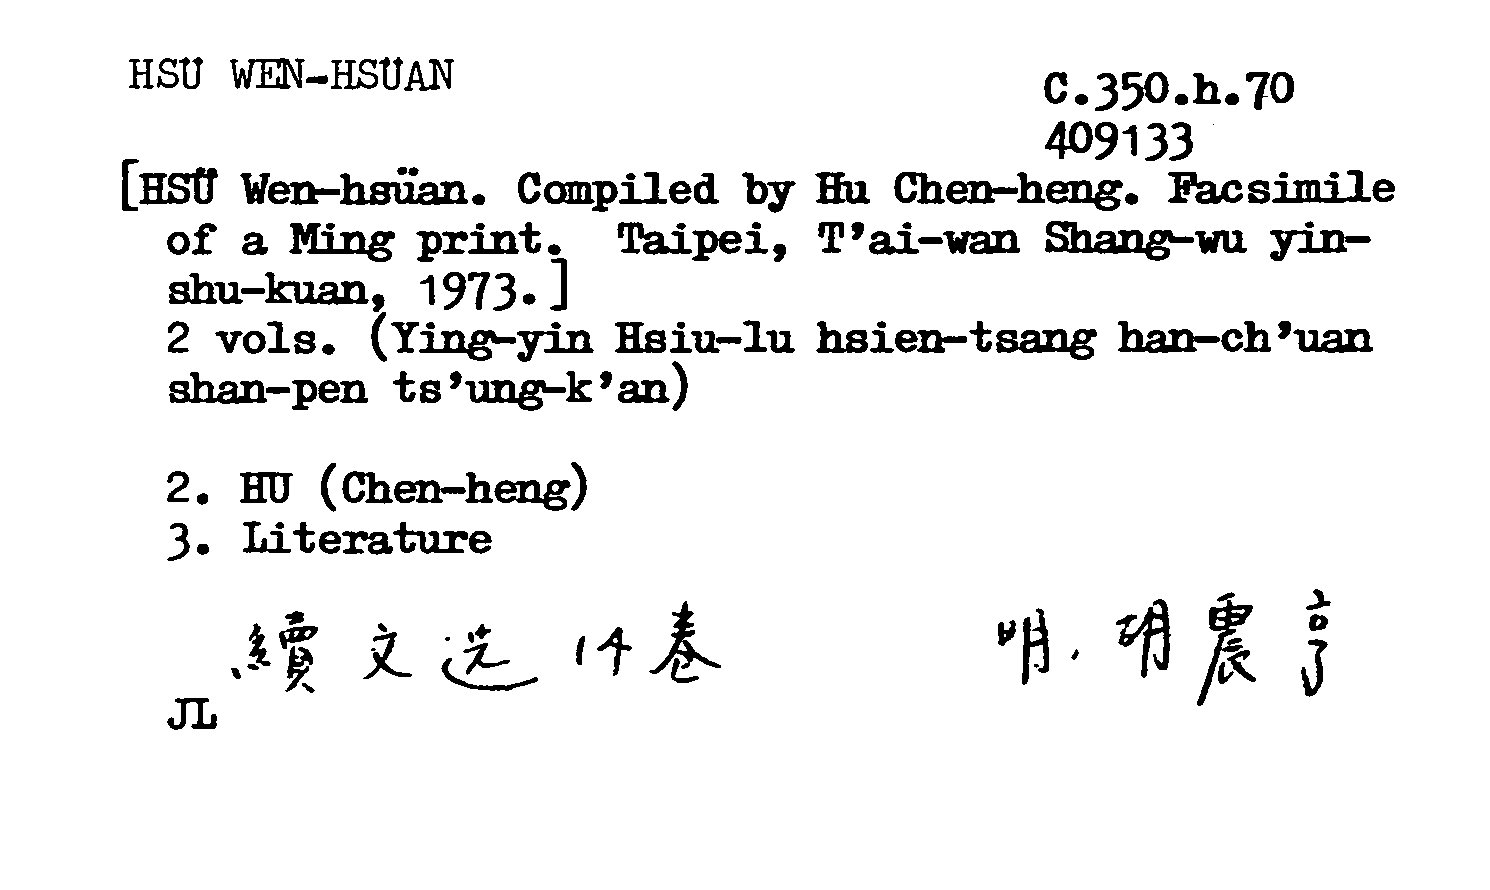 HSÜ WEN-HSÜAN
C.350.h.70
409133
[HSÜ Wen-hsüan. Compiled by Hu Chen-heng. Facsimile
of a Ming print. Taipei, T'ai-wan Shang-wu yin-
shu-kuan, 1973.]
2 vols. (Ying-yin Hsiu-lu hsien-tsang han-ch'uan
shan-pen ts'ung-k'an)
2. HU (Chen-heng)
3. Literature
續文选14卷 明.胡震亨
JL